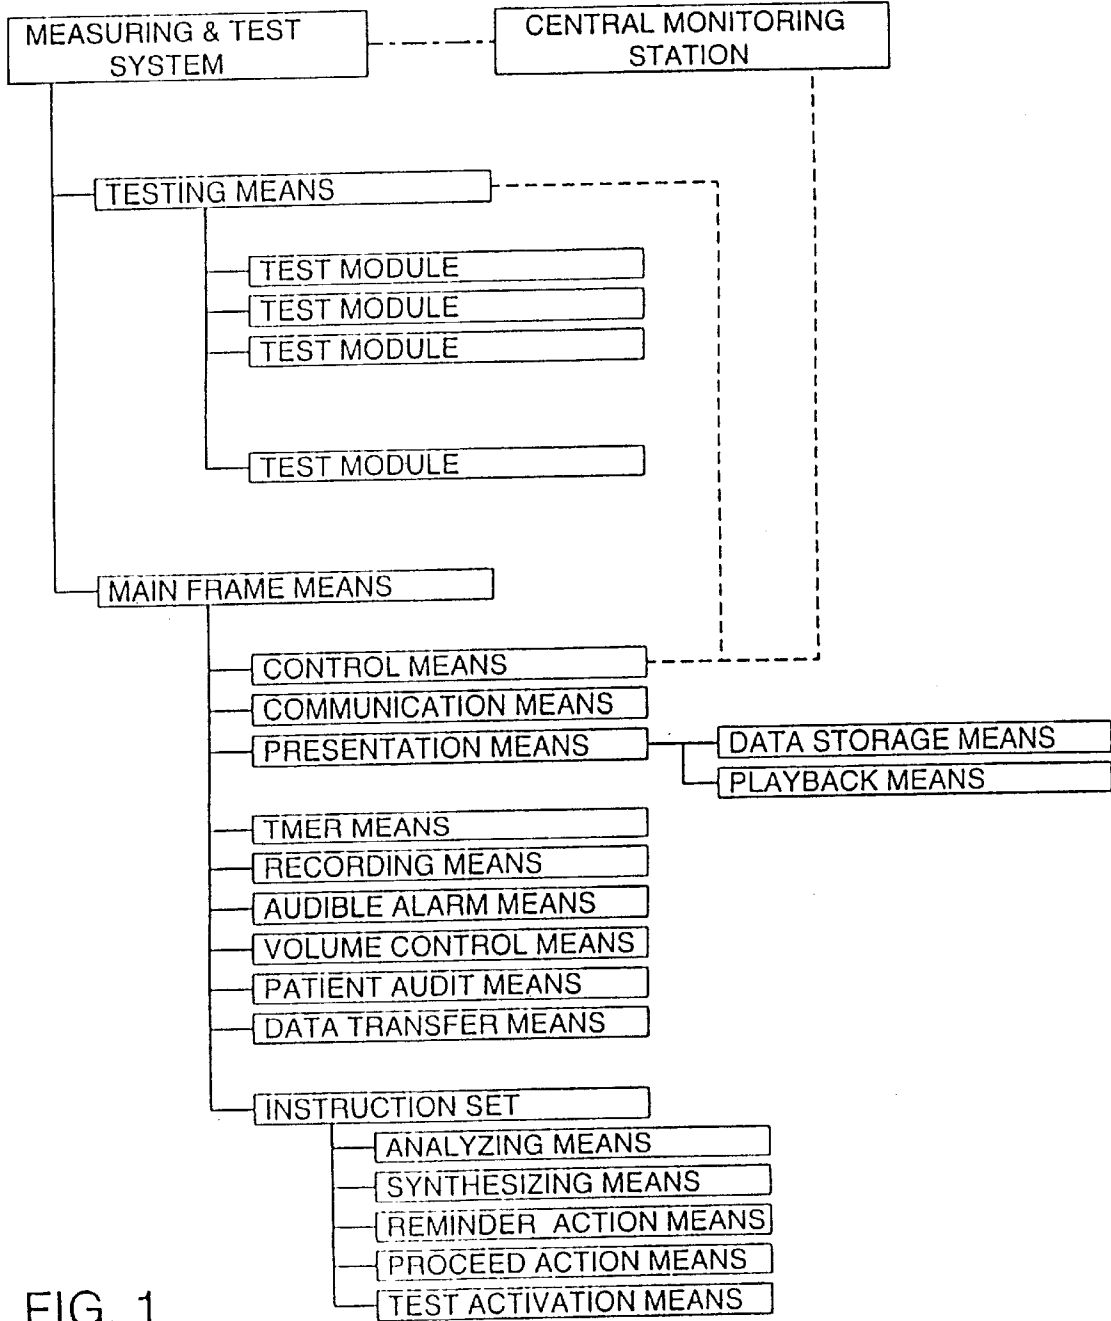 MEASURING & TEST
SYSTEM
CENTRAL MONITORING
STATION
TESTING MEANS
TEST MODULE
TEST MODULE
TEST MODULE
TEST MODULE
MAIN FRAME MEANS
CONTROL MEANS
COMMUNICATION MEANS
PRESENTATION MEANS
DATA STORAGE MEANS
PLAYBACK MEANS
TMER MEANS
RECORDING MEANS
AUDIBLE ALARM MEANS
VOLUME CONTROL MEANS
PATIENT AUDIT MEANS
DATA TRANSFER MEANS
INSTRUCTION SET
ANALYZING MEANS
SYNTHESIZING MEANS
REMINDER ACTION MEANS
PROCEED ACTION MEANS
TEST ACTIVATION MEANS
FIG. 1